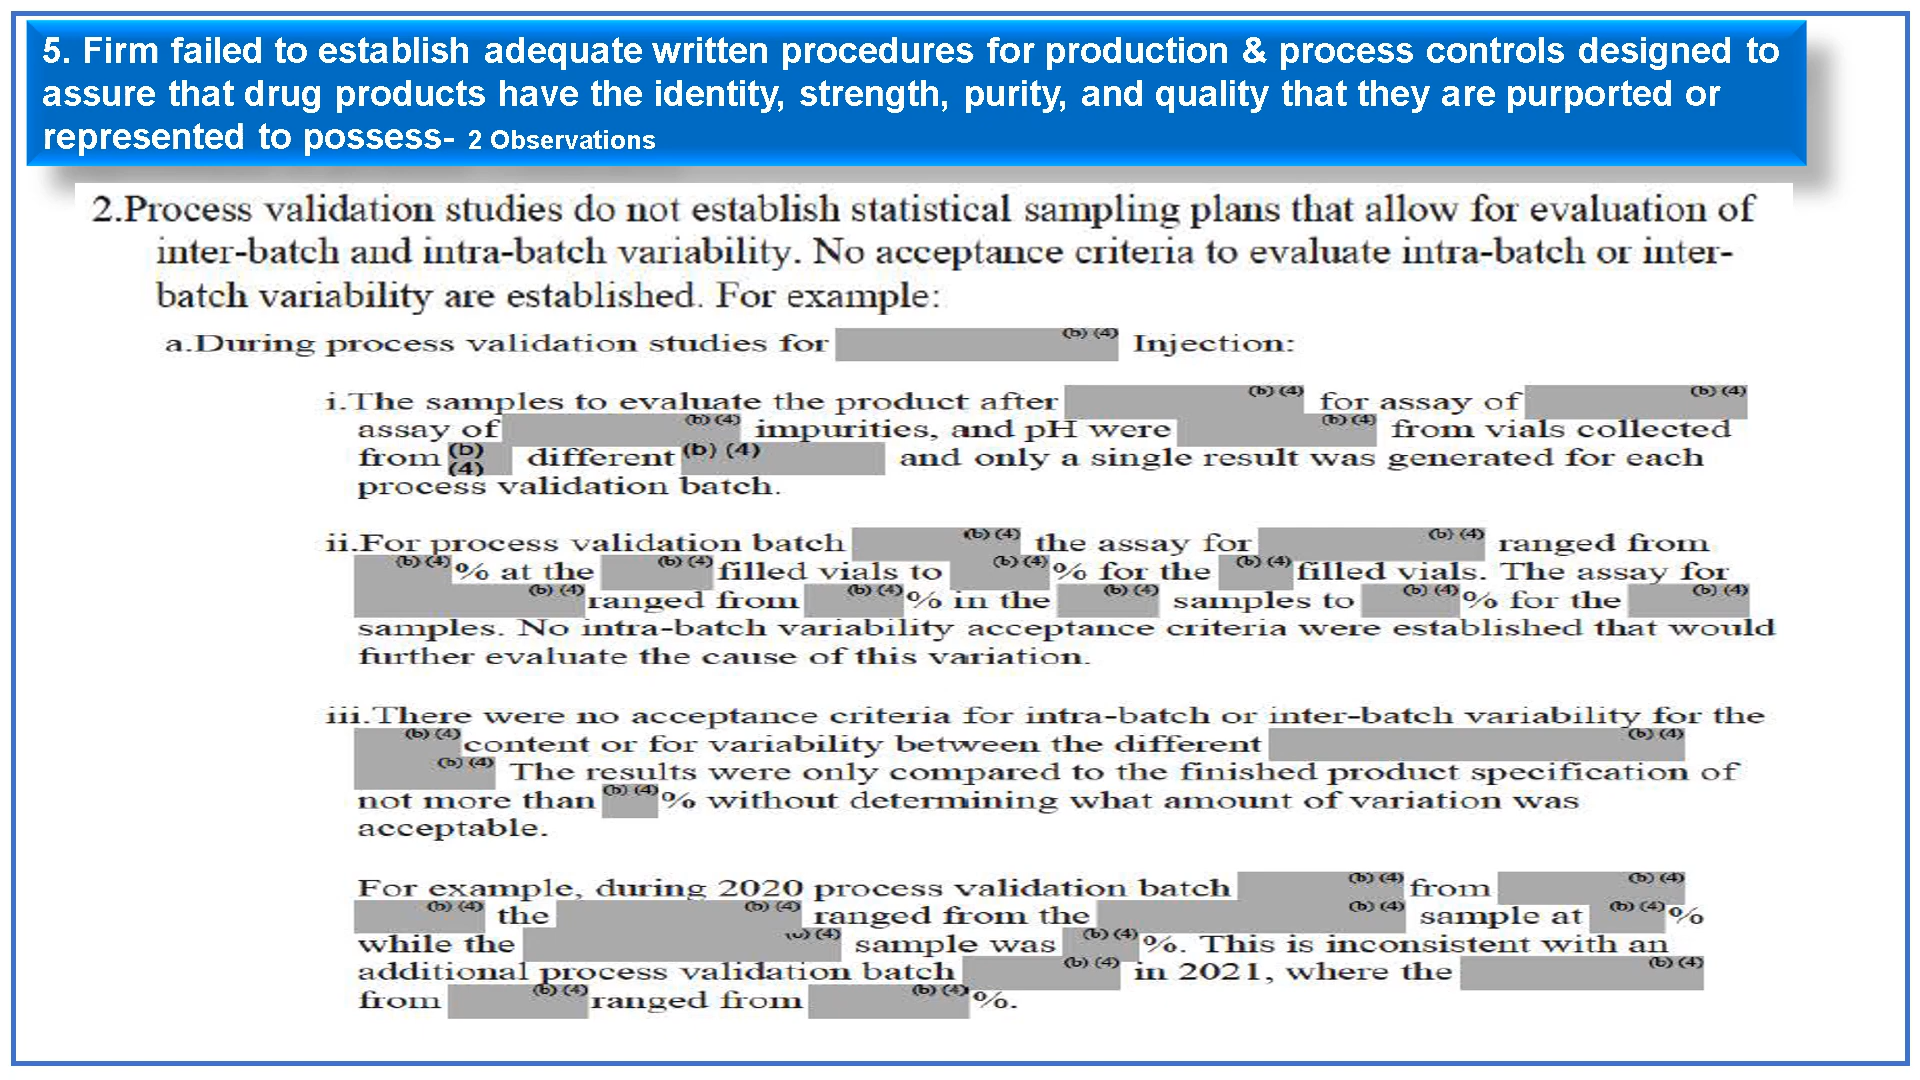 5. Firm failed to establish adequate written procedures for production & process controls designed to
assure that drug products have the identity, strength, purity, and quality that they are purported or
represented to possess- 2 Observations
2.Process validation studies do not establish statistical sampling plans that allow for evaluation of
inter-batch and intra-batch variability. No acceptance criteria to evaluate intra-batch or inter-
batch variability are established. For example:
a.During process validation studies for (b) (4) Injection:
i.The samples to evaluate the product after (b) (4) for assay of (b) (4)
assay of (b) (4) impurities, and pH were (b) (4) from vials collected
from (b) (4) different (b) (4) and only a single result was generated for each
process validation batch.
ii.For process validation batch (b) (4) the assay for (b) (4) ranged from
(b) (4) % at the (b) (4) filled vials to (b) (4) % for the (b) (4) filled vials. The assay for
(b) (4) ranged from (b) (4) % in the (b) (4) samples to (b) (4) % for the (b) (4)
samples. No intra-batch variability acceptance criteria were established that would
further evaluate the cause of this variation.
iii.There were no acceptance criteria for intra-batch or inter-batch variability for the
(b) (4) content or for variability between the different (b) (4)
(b) (4) The results were only compared to the finished product specification of
not more than (b) (4) % without determining what amount of variation was
acceptable.
For example, during 2020 process validation batch (b) (4) from (b) (4)
(b) (4) the (b) (4) ranged from the (b) (4) sample at (b) (4) %
while the (b) (4) sample was (b) (4) %. This is inconsistent with an
additional process validation batch (b) (4) in 2021, where the (b) (4)
from (b) (4) ranged from (b) (4) %.